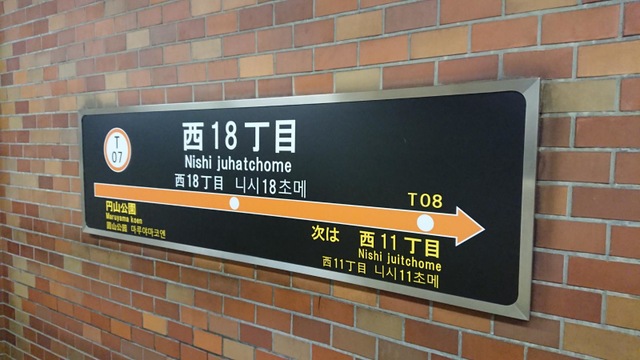 T
07
西18丁目
Nishi juhatchome
西18丁目 니시18초메
T08
円山公園
Maruyama koen
圓山公园 마루야마코엔
次は 西11丁目
Nishi juitchome
西11丁目 니시11초메